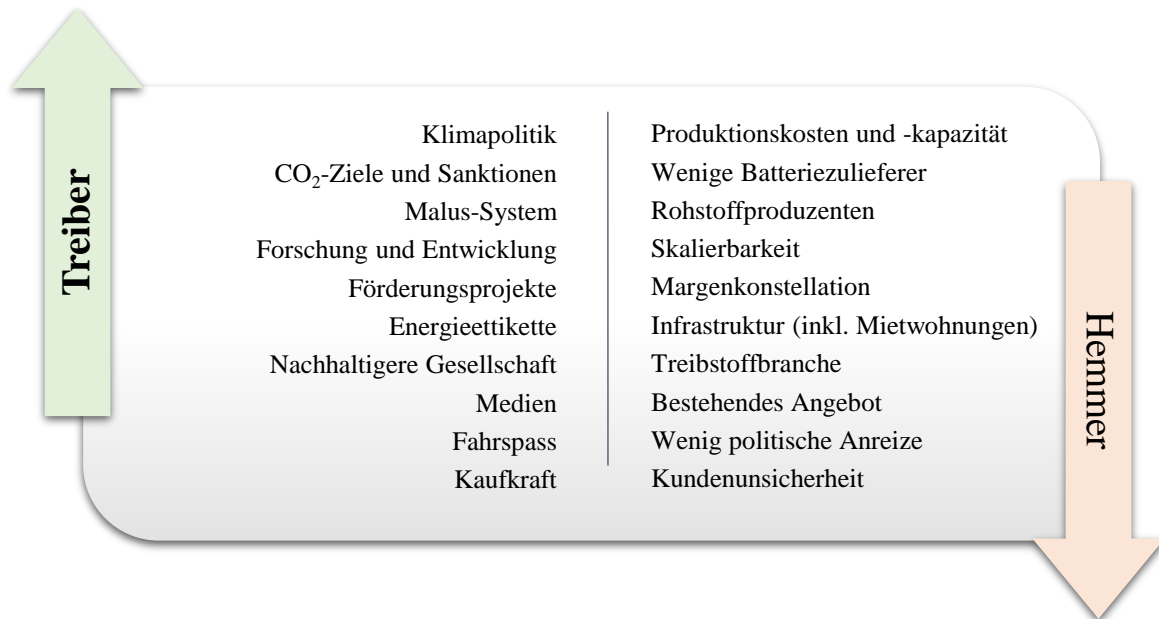 Treiber
Klimapolitik
CO₂-Ziele und Sanktionen
Malus-System
Forschung und Entwicklung
Förderungsprojekte
Energieettikette
Nachhaltigere Gesellschaft
Medien
Fahrspass
Kaufkraft
Produktionskosten und -kapazität
Wenige Batteriezulieferer
Rohstoffproduzenten
Skalierbarkeit
Margenkonstellation
Infrastruktur (inkl. Mietwohnungen)
Treibstoffbranche
Bestehendes Angebot
Wenig politische Anreize
Kundenunsicherheit
Hemmer